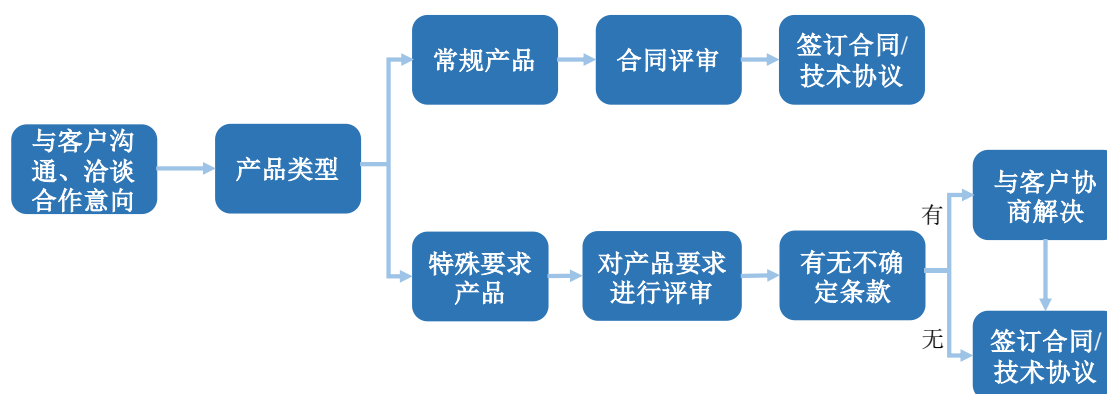 常规产品
合同评审
签订合同/
技术协议
与客户沟
通、洽谈
合作意向
产品类型
与客户协
商解决
有
特殊要求
产品
对产品要求
进行评审
有无不确
定条款
无
签订合同/
技术协议